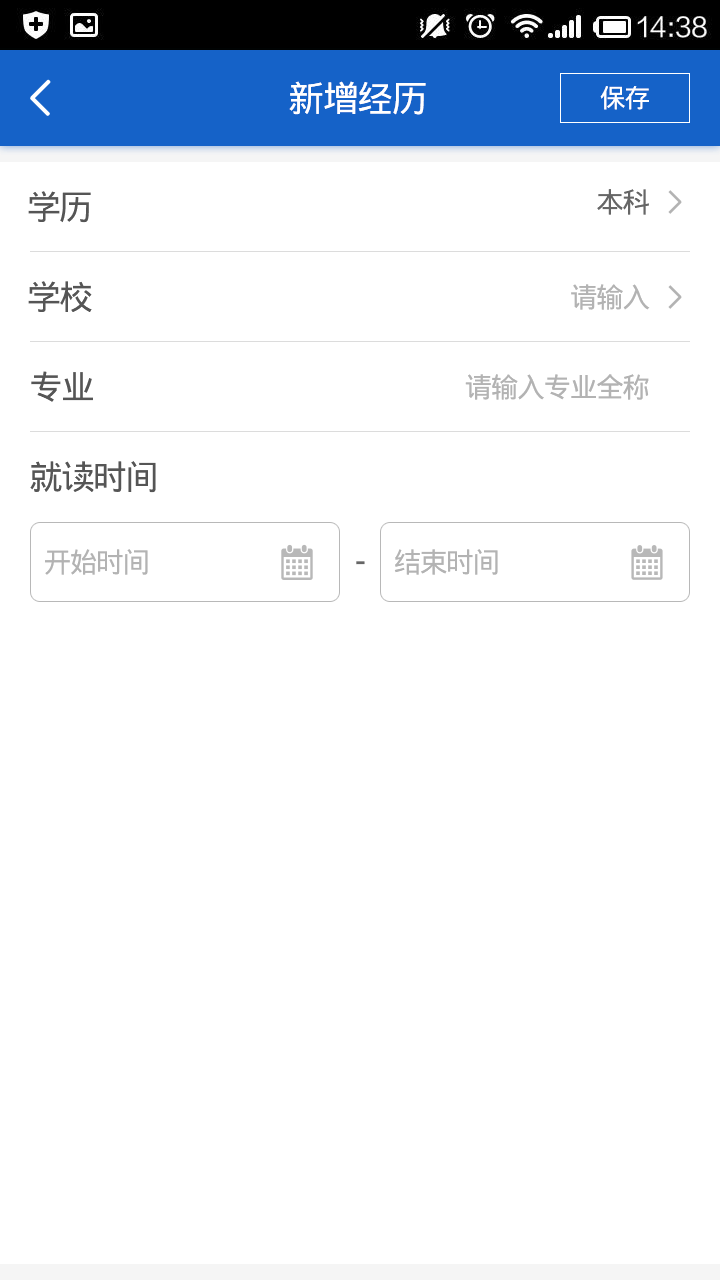 14:38
新增经历
保存
学历 本科
学校 请输入
专业 请输入专业全称
就读时间
开始时间 - 结束时间